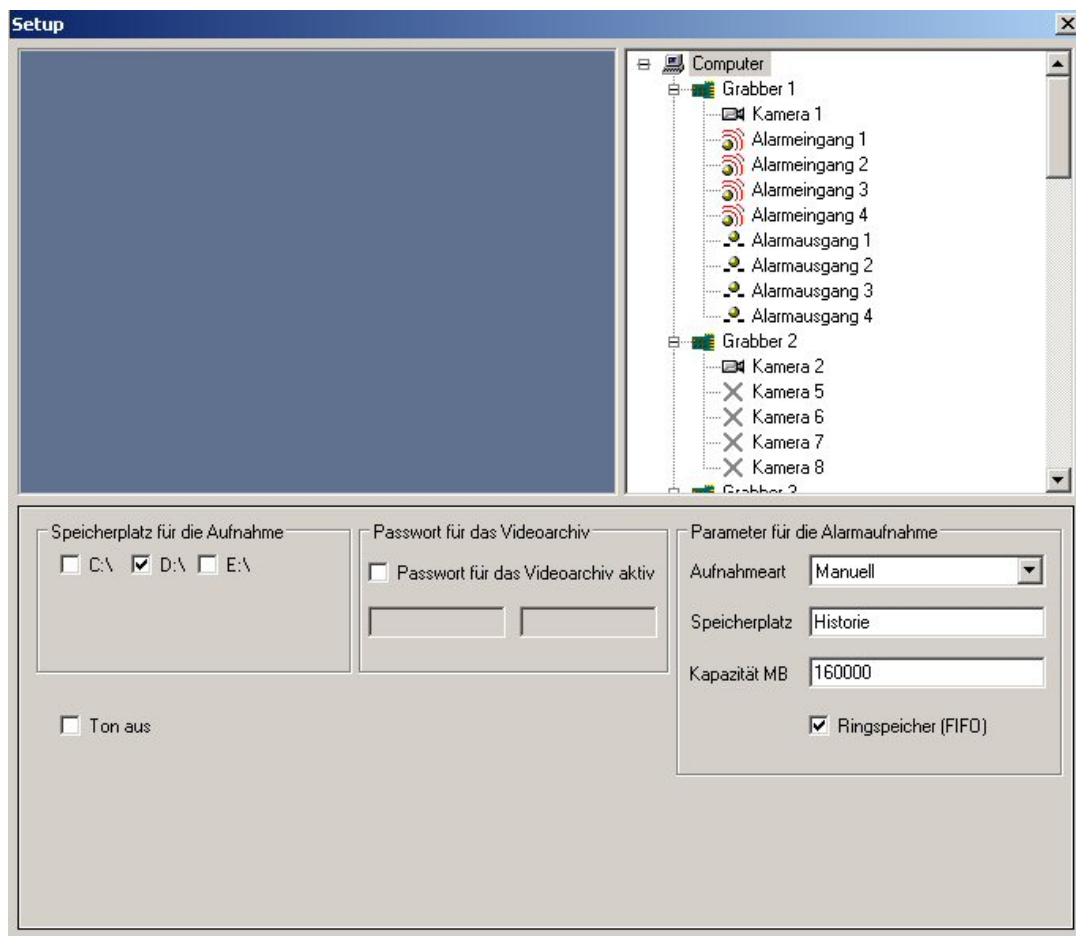 Setup
Computer
Grabber 1
Kamera 1
Alarmeingang 1
Alarmeingang 2
Alarmeingang 3
Alarmeingang 4
Alarmausgang 1
Alarmausgang 2
Alarmausgang 3
Alarmausgang 4
Grabber 2
Kamera 2
Kamera 5
Kamera 6
Kamera 7
Kamera 8
Grabber 3
Speicherplatz für die Aufnahme
C:\ D:\ E:\
Ton aus
Passwort für das Videoarchiv
Passwort für das Videoarchiv aktiv
Parameter für die Alarmaufnahme
Aufnahmeart Manuell
Speicherplatz Historie
Kapazität MB 160000
Ringspeicher (FIFO)